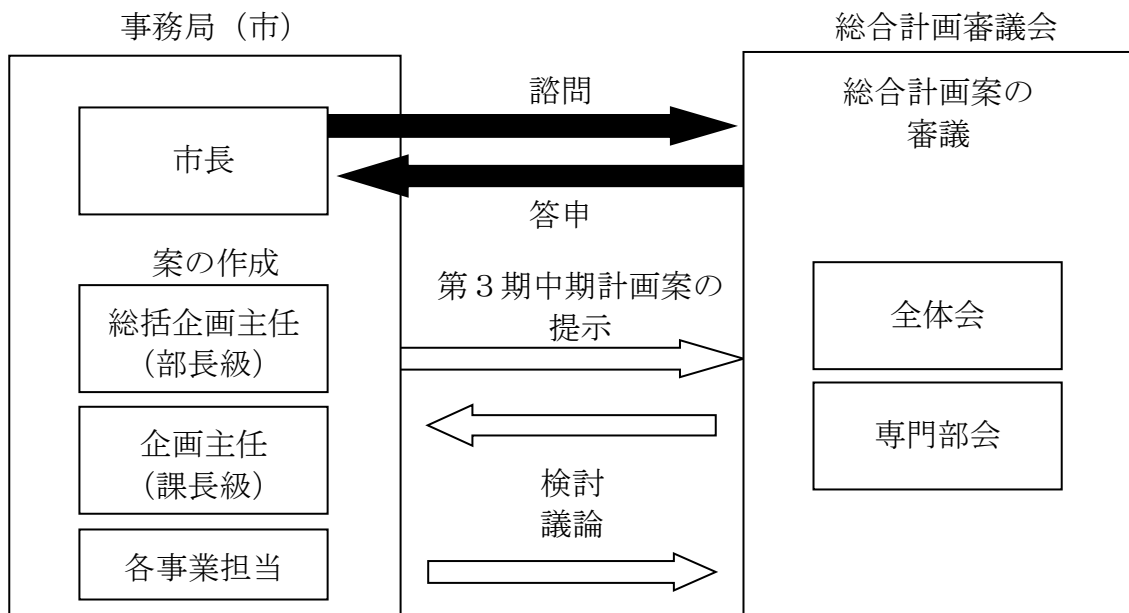 事務局（市）
市長
案の作成
総括企画主任
（部長級）
企画主任
（課長級）
各事業担当
諮問
答申
第３期中期計画案の
提示
検討
議論
総合計画審議会
総合計画案の
審議
全体会
専門部会